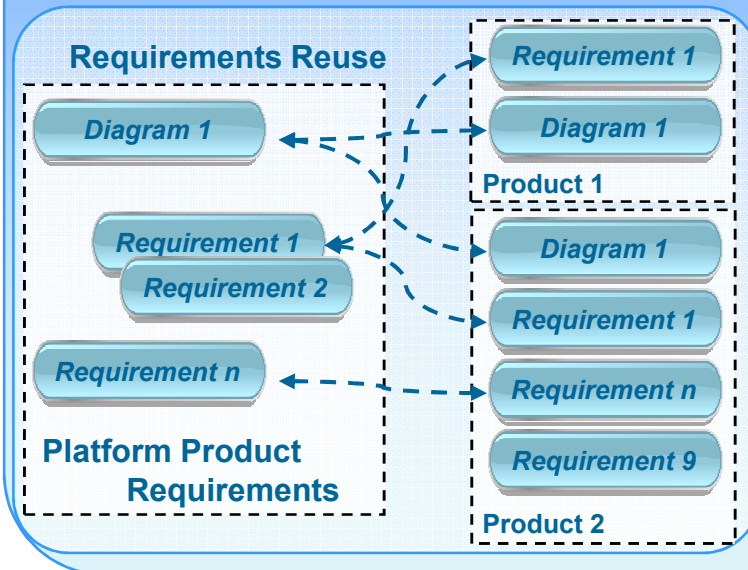 Requirements Reuse
Diagram 1
Requirement 1
Requirement 2
Requirement n
Platform Product
Requirements
Requirement 1
Diagram 1
Product 1
Diagram 1
Requirement 1
Requirement n
Requirement 9
Product 2